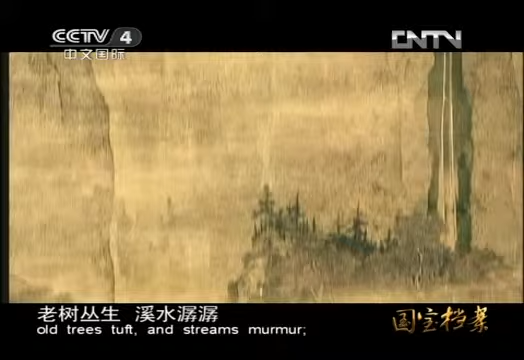 CCTV 4
中文国际
CNTV
老树丛生 溪水潺潺
old trees tuft, and streams murmur;
国宝档案